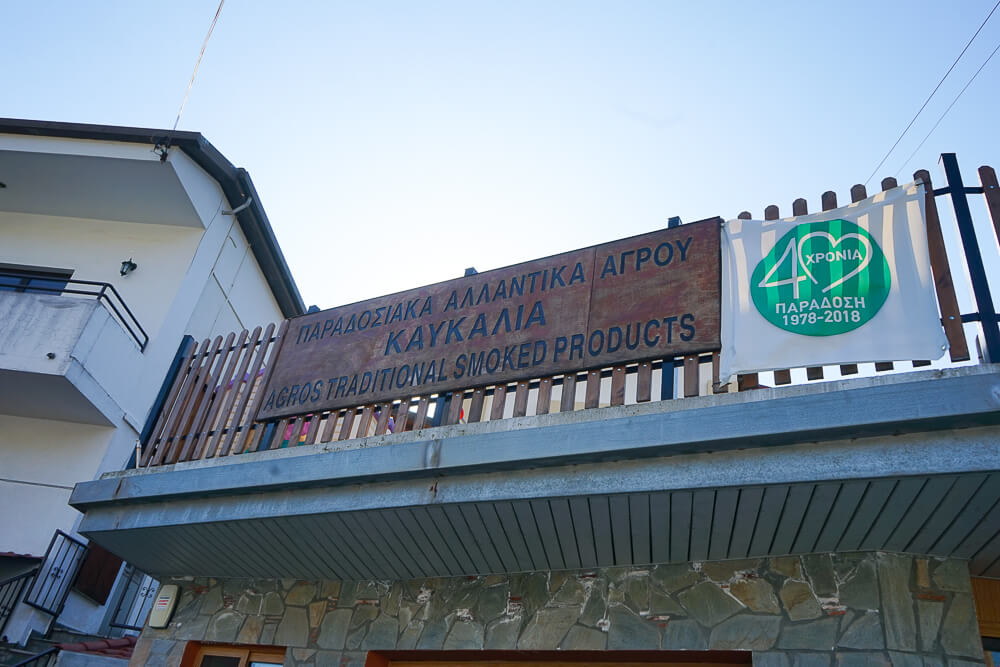 ΠΑΡΑΔΟΣΙΑΚΑ ΑΛΛΑΝΤΙΚΑ ΑΓΡΟΥ
ΚΑΥΚΑΛΙΑ
AGROS TRADITIONAL SMOKED PRODUCTS
40
ΧΡΟΝΙΑ
ΠΑΡΑΔΟΣΗ
1978-2018